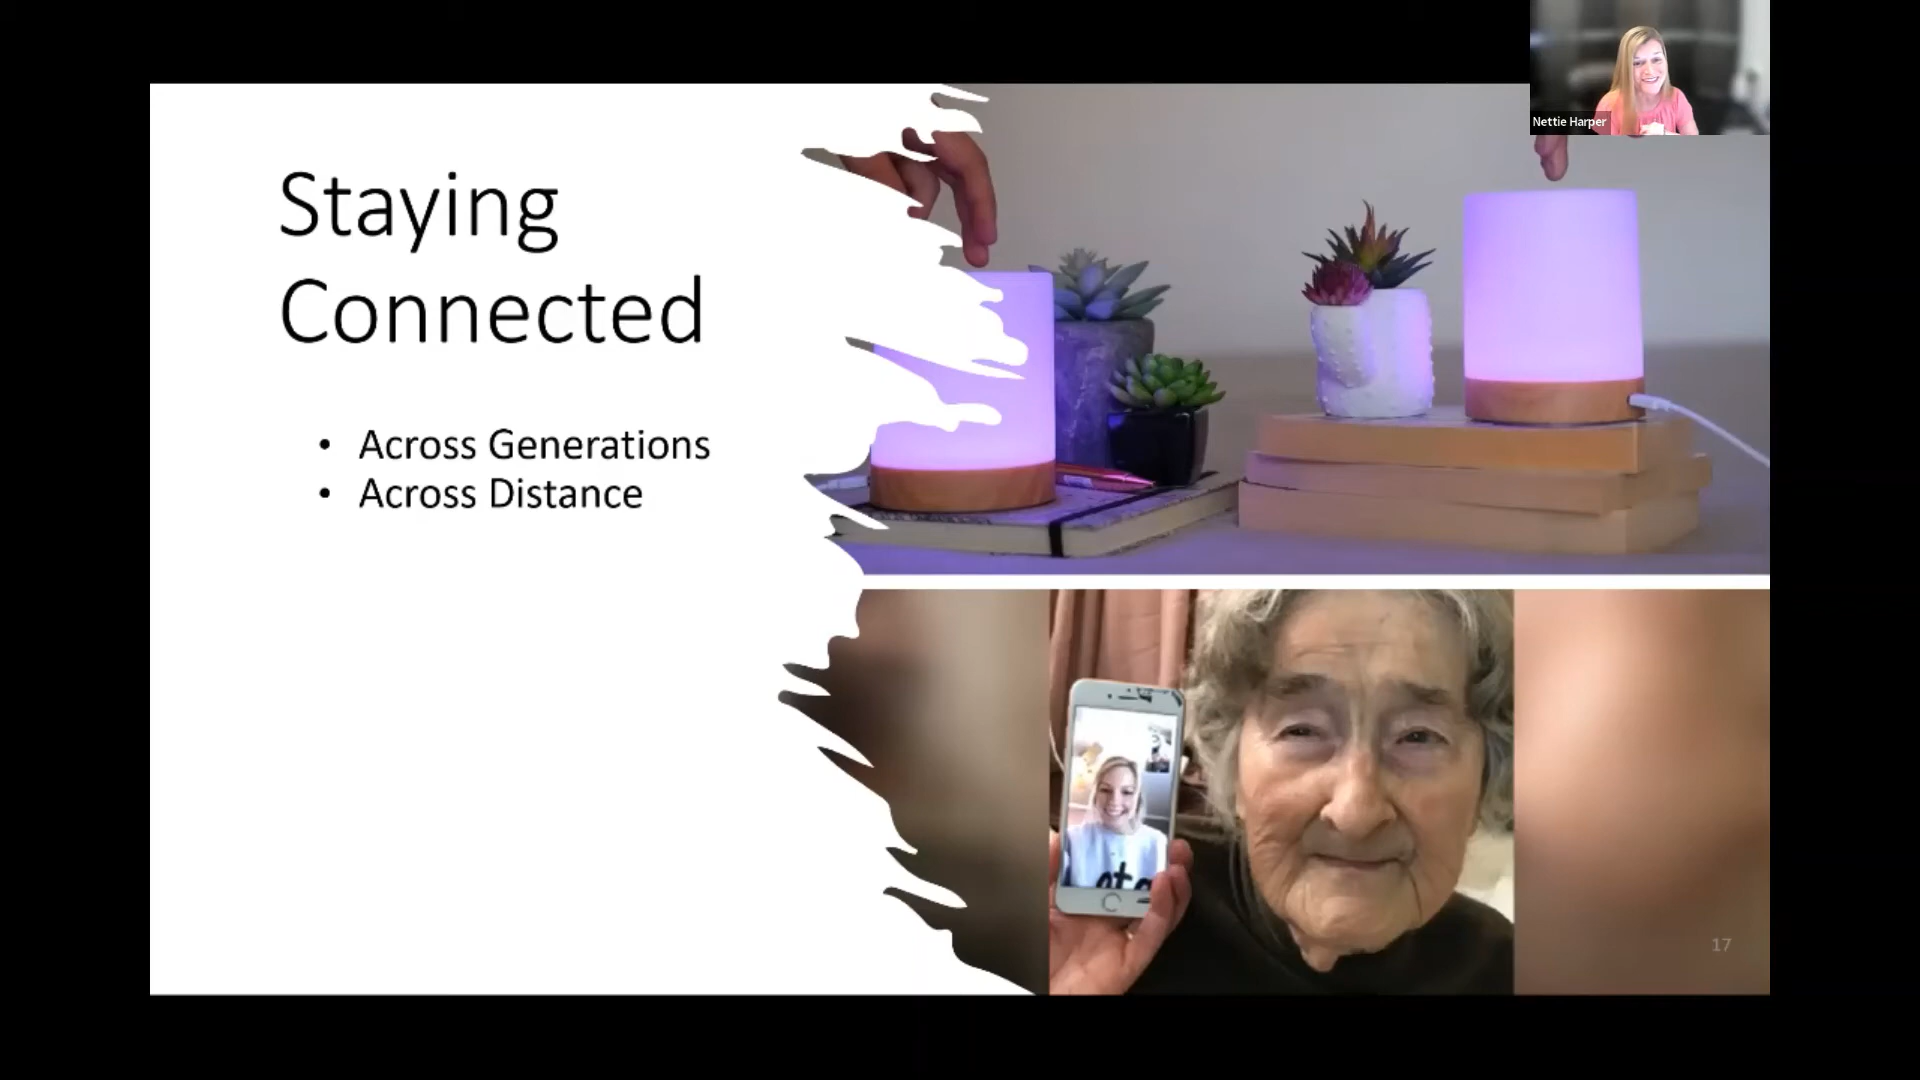 Nettie Harper
Staying
Connected
• Across Generations
• Across Distance
17